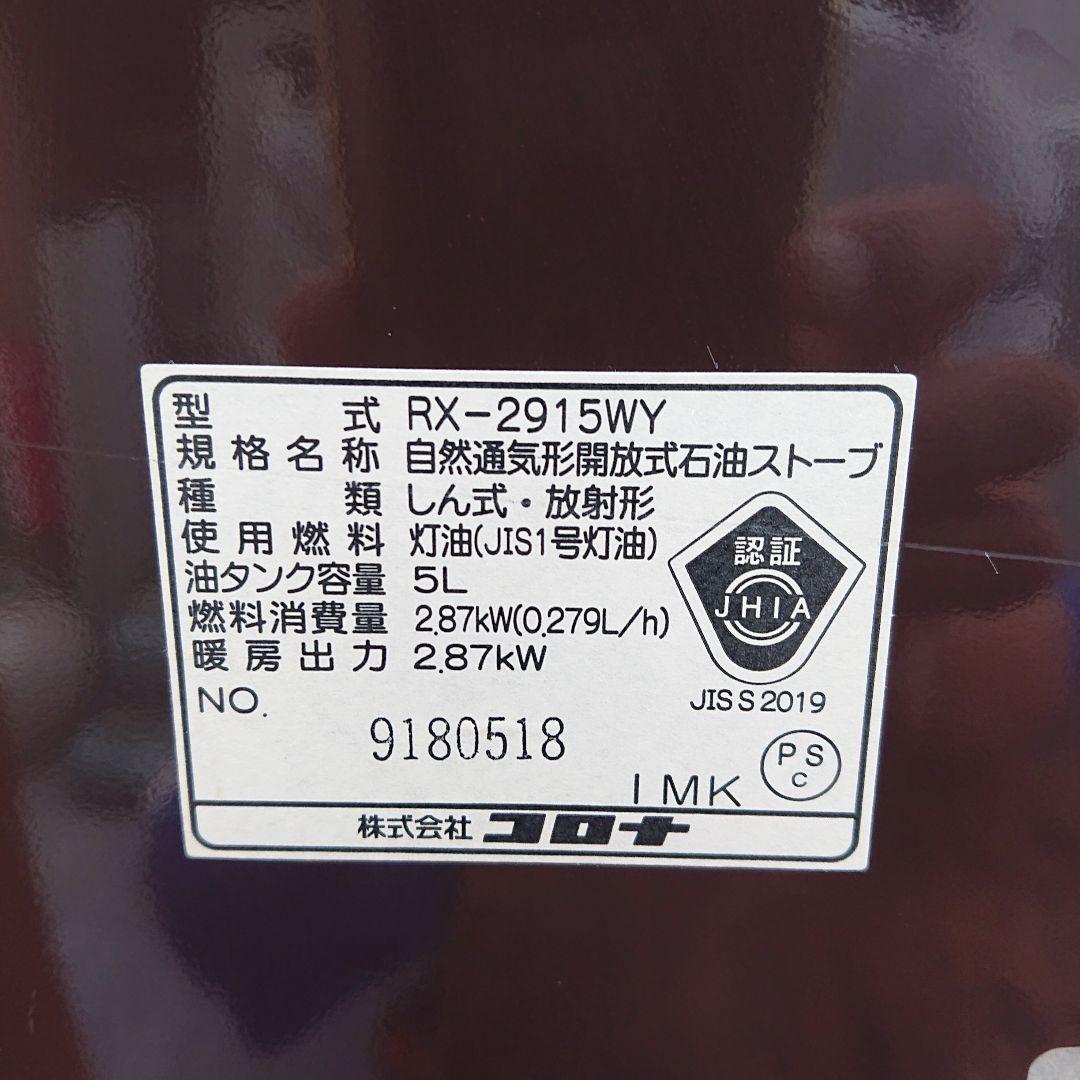 型式 RX-2915WY
規格名称 自然通気形開放式石油ストーブ
種類 しん式・放射形
使用燃料 灯油(JIS1号灯油)
油タンク容量 5L
燃料消費量 2.87kW(0.279L/h)
暖房出力 2.87kW
認証
JHIA
JIS S 2019
NO.
9180518
PS
C
IMK
株式会社 コロナ